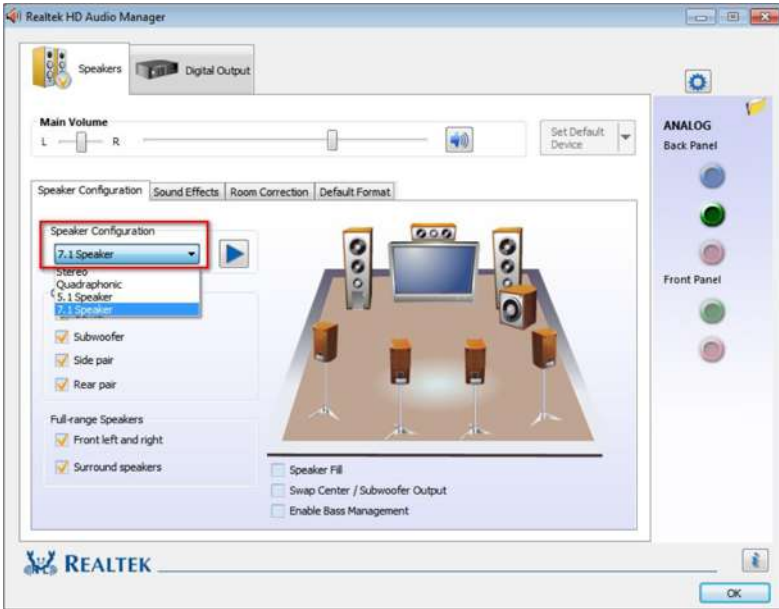 Realtek HD Audio Manager
Speakers
Digital Output
Main Volume
L
R
Set Default
Device
ANALOG
Back Panel
Speaker Configuration
Sound Effects
Room Correction
Default Format
Speaker Configuration
7.1 Speaker
Stereo
Quadraphonic
5.1 Speaker
7.1 Speaker
Subwoofer
Side pair
Rear pair
Front Panel
Full-range Speakers
Front left and right
Surround speakers
Speaker Fill
Swap Center / Subwoofer Output
Enable Bass Management
REALTEK
i
OK